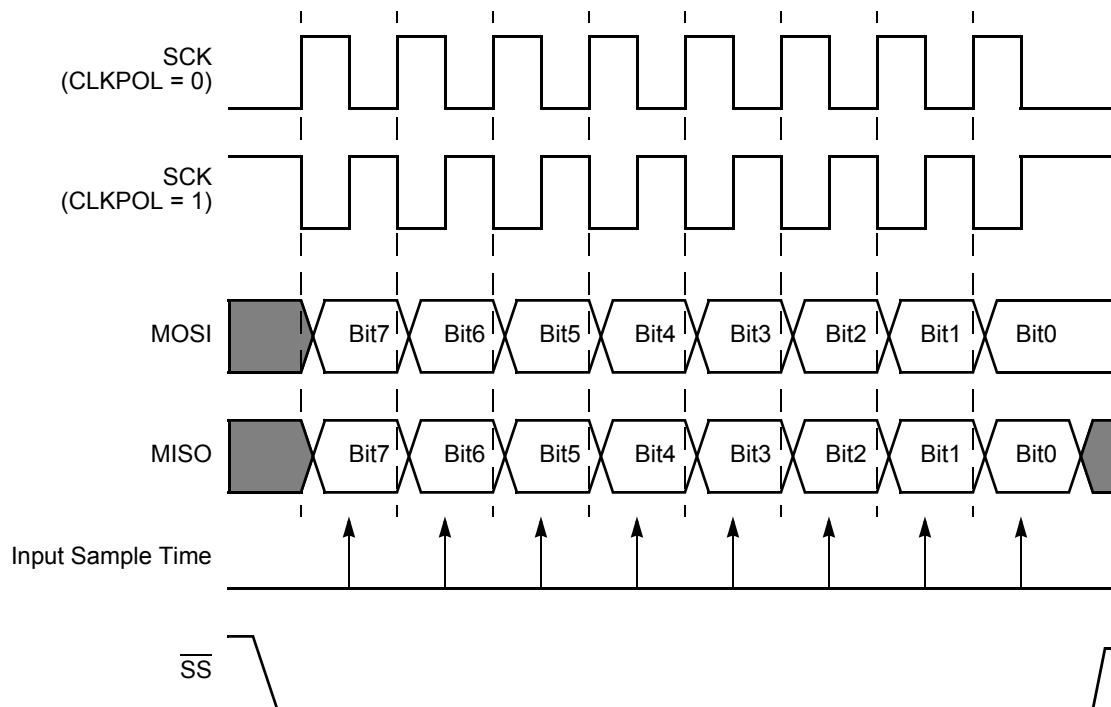 SCK
(CLKPOL = 0)
SCK
(CLKPOL = 1)
MOSI
Bit7 Bit6 Bit5 Bit4 Bit3 Bit2 Bit1 Bit0
MISO
Bit7 Bit6 Bit5 Bit4 Bit3 Bit2 Bit1 Bit0
Input Sample Time
SS